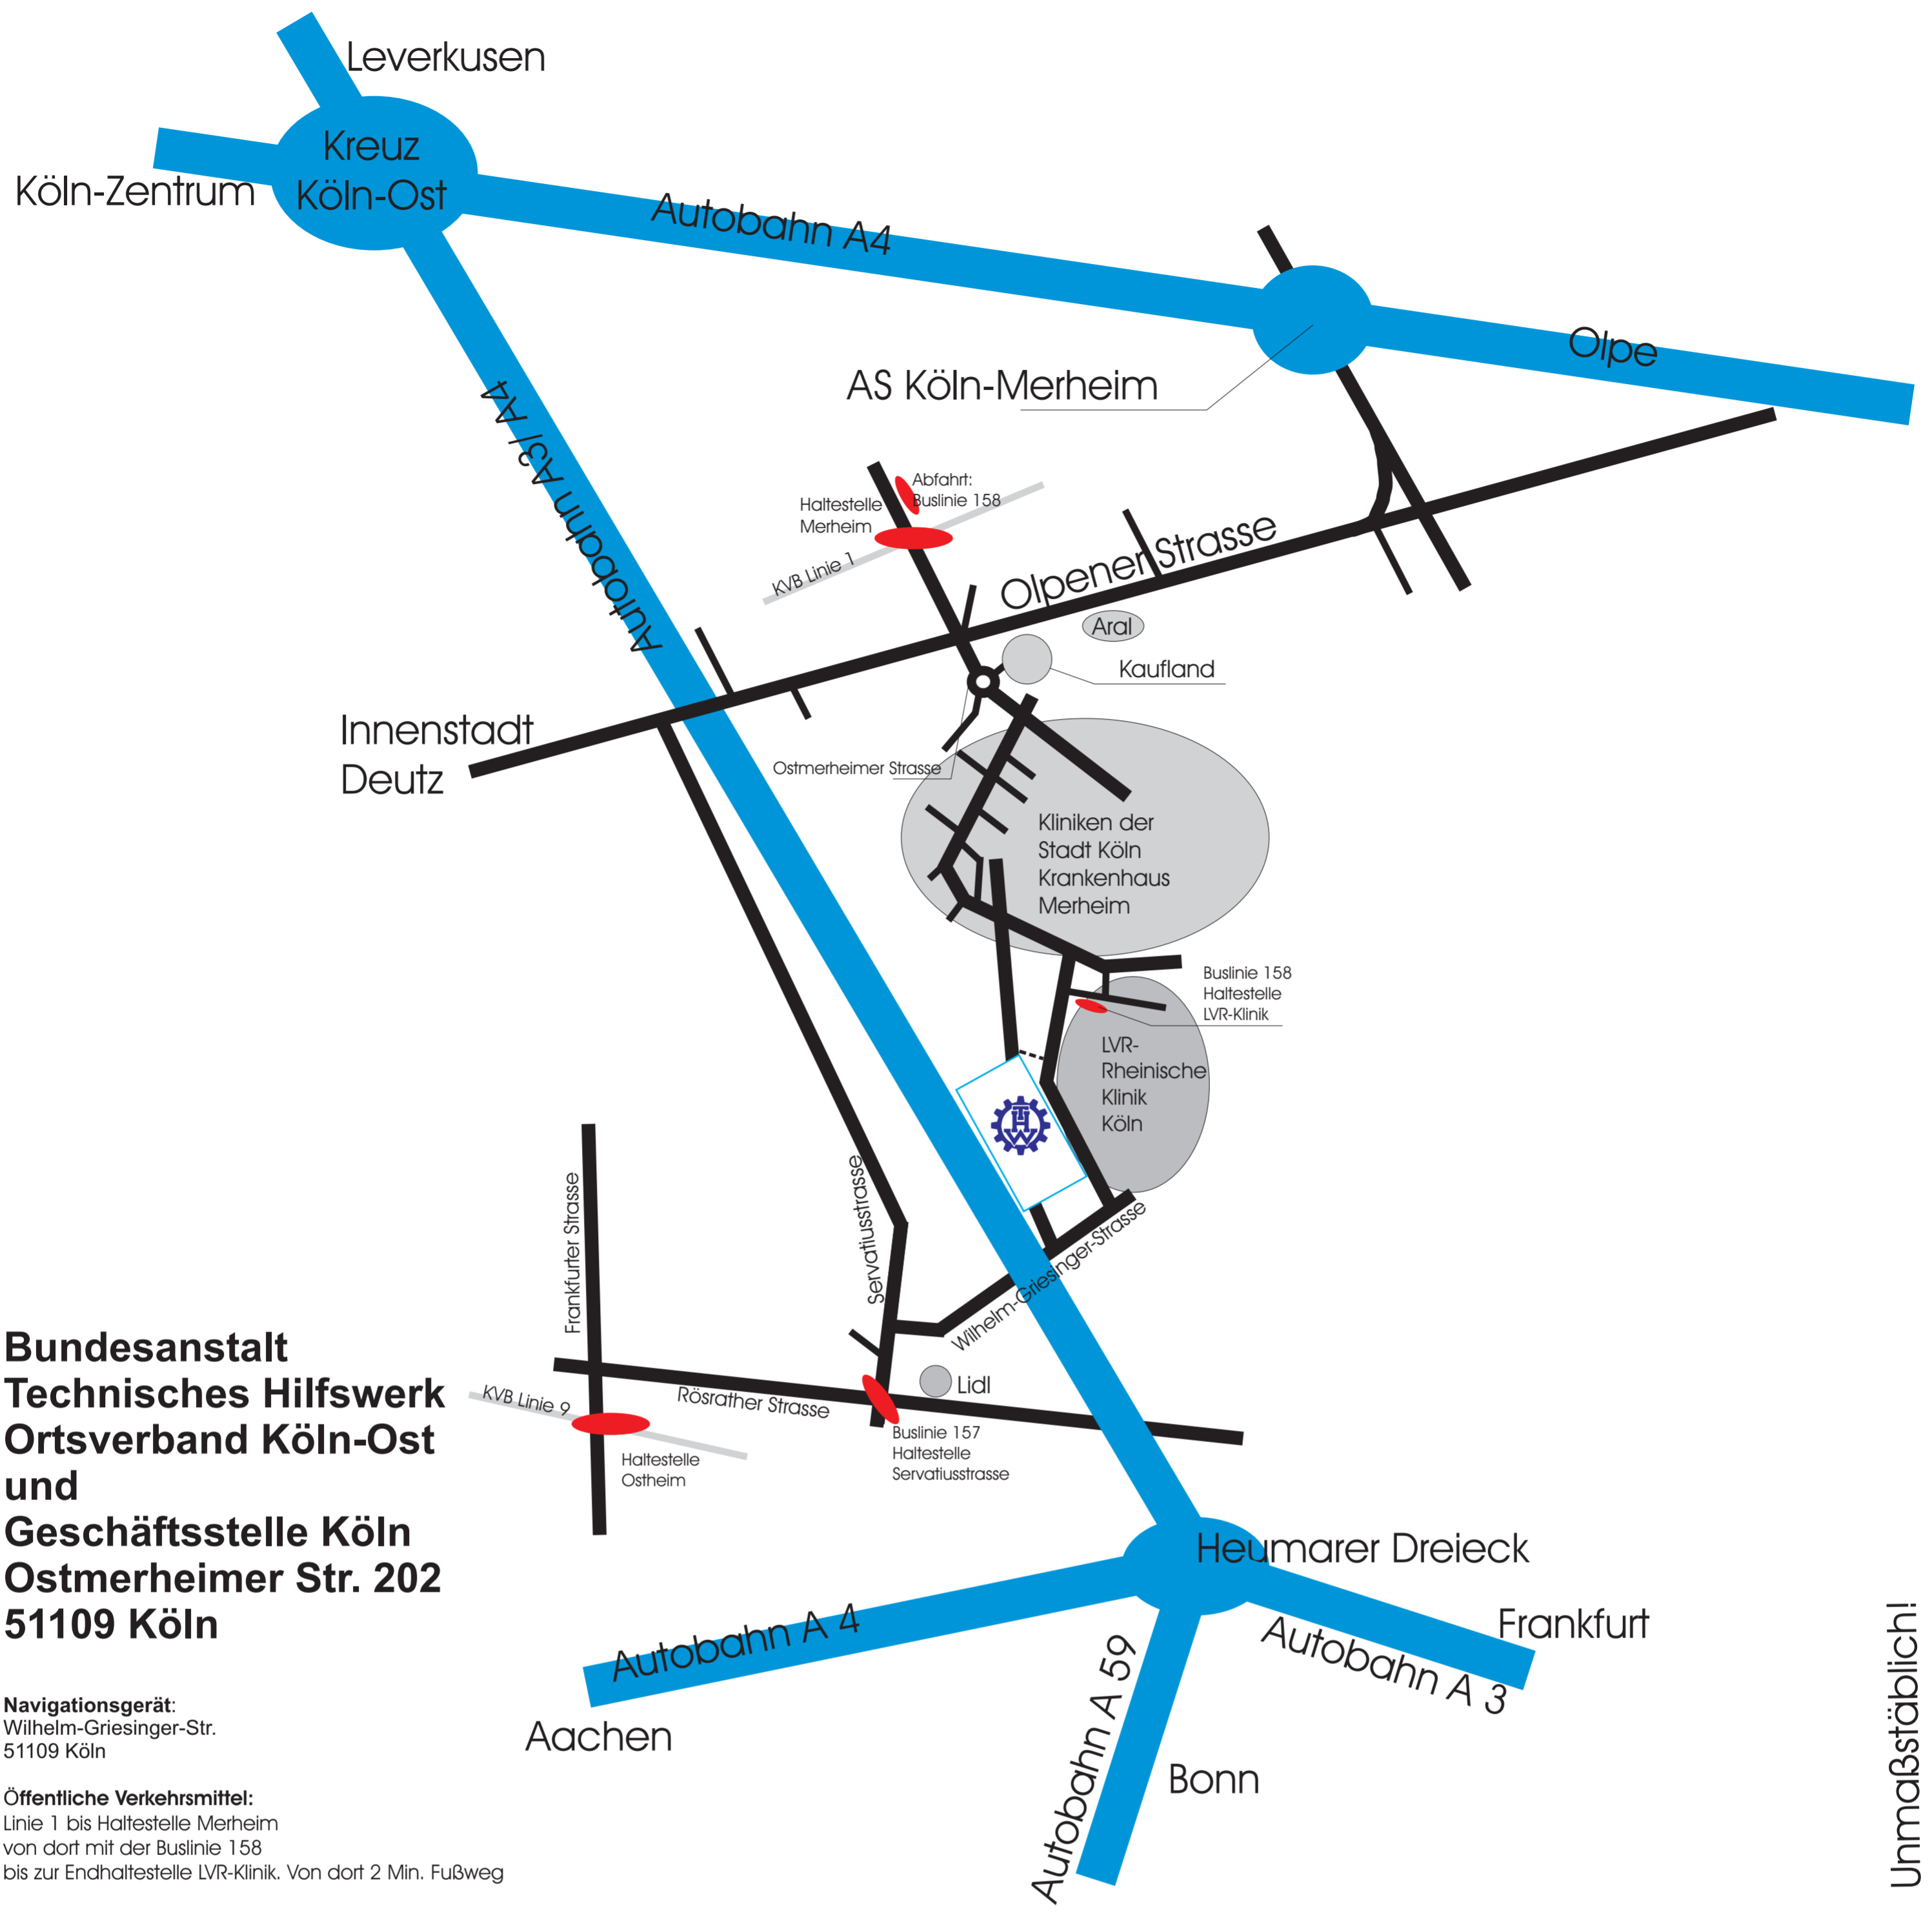 Leverkusen
Kreuz
Köln-Ost
Köln-Zentrum
Autobahn A4
Olpe
AS Köln-Merheim
Autobahn A3/ A4
Abfahrt:
Buslinie 158
Haltestelle
Merheim
KVB Linie 1
Olpener Strasse
Aral
Kaufland
Innenstadt
Deutz
Ostmerheimer Strasse
Kliniken der
Stadt Köln
Krankenhaus
Merheim
Buslinie 158
Haltestelle
LVR-Klinik
LVR-
Rheinische
Klinik
Köln
THW
Servatiusstrasse
Frankfurter Strasse
Wilhelm-Griesinger-Strasse
Lidl
Rösrather Strasse
KVB Linie 9
Haltestelle
Ostheim
Buslinie 157
Haltestelle
Servatiusstrasse
Heumarer Dreieck
Frankfurt
Autobahn A 3
Autobahn A 4
Aachen
Autobahn A 59
Bonn
Bundesanstalt
Technisches Hilfswerk
Ortsverband Köln-Ost
und
Geschäftsstelle Köln
Ostmerheimer Str. 202
51109 Köln
Navigationsgerät:
Wilhelm-Griesinger-Str.
51109 Köln
Öffentliche Verkehrsmittel:
Linie 1 bis Haltestelle Merheim
von dort mit der Buslinie 158
bis zur Endhaltestelle LVR-Klinik. Von dort 2 Min. Fußweg
Unmaßstäblich!